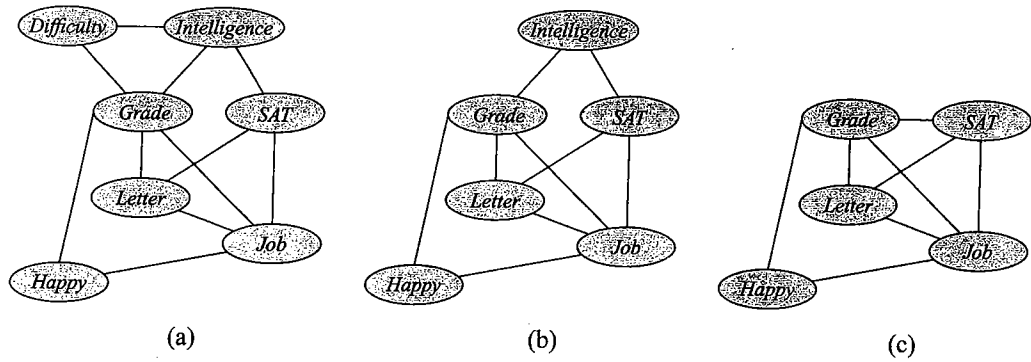 Difficulty
Intelligence
Grade
SAT
Letter
Job
Happy
(a)
Intelligence
Grade
SAT
Letter
Job
Happy
(b)
Grade
SAT
Letter
Job
Happy
(c)